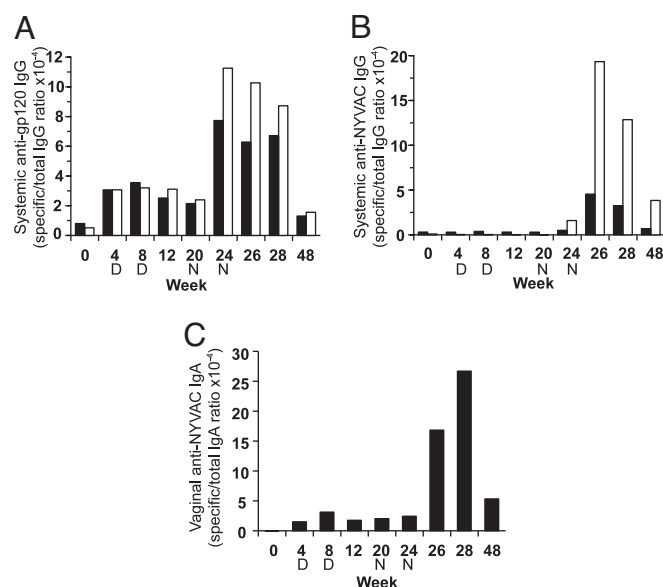 A
Systemic anti-gp120 IgG
(specific/total IgG ratio x10-4)
12
10
8
6
4
2
0
0 4 8 12 20 24 26 28 48
D D N N
Week
B
Systemic anti-NYVAC IgG
(specific/total IgG ratio x10-4)
20
15
10
5
0
0 4 8 12 20 24 26 28 48
D D N N
Week
C
Vaginal anti-NYVAC IgA
(specific/total IgA ratio x10-4)
30
25
20
15
10
5
0
0 4 8 12 20 24 26 28 48
D D N N
Week